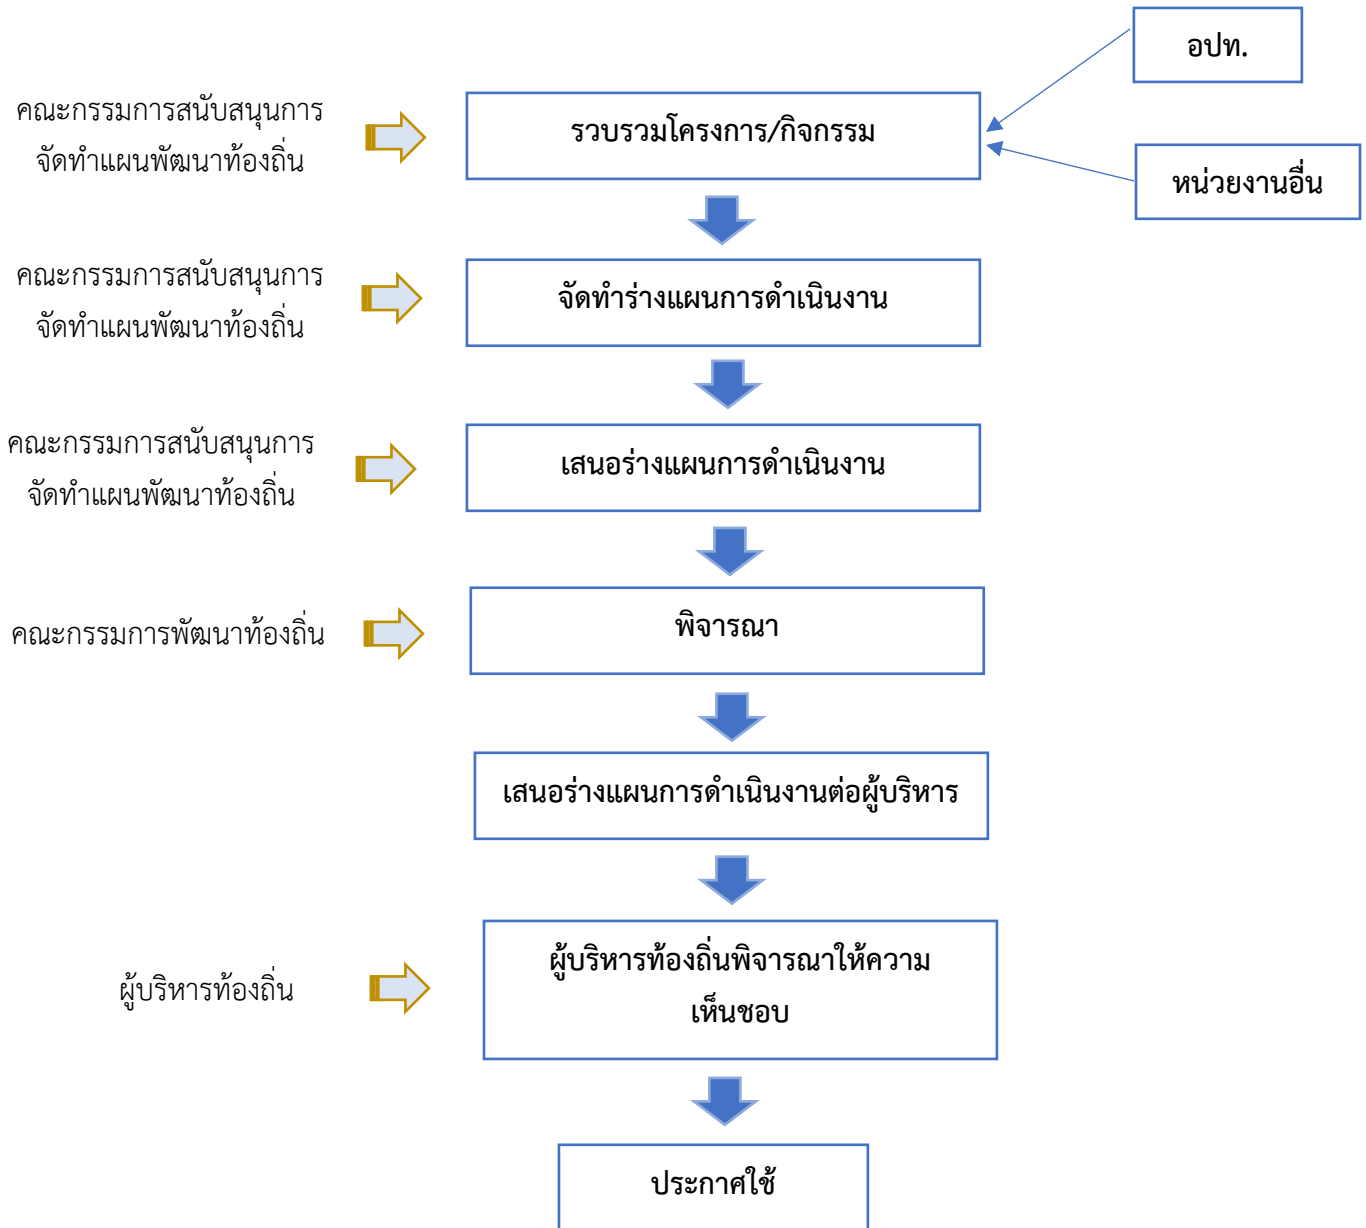 อปท.
คณะกรรมการสนับสนุนการ
จัดทำแผนพัฒนาท้องถิ่น
รวบรวมโครงการ/กิจกรรม
หน่วยงานอื่น
คณะกรรมการสนับสนุนการ
จัดทำแผนพัฒนาท้องถิ่น
จัดทำร่างแผนการดำเนินงาน
คณะกรรมการสนับสนุนการ
จัดทำแผนพัฒนาท้องถิ่น
เสนอร่างแผนการดำเนินงาน
คณะกรรมการพัฒนาท้องถิ่น
พิจารณา
เสนอร่างแผนการดำเนินงานต่อผู้บริหาร
ผู้บริหารท้องถิ่น
ผู้บริหารท้องถิ่นพิจารณาให้ความ
เห็นชอบ
ประกาศใช้